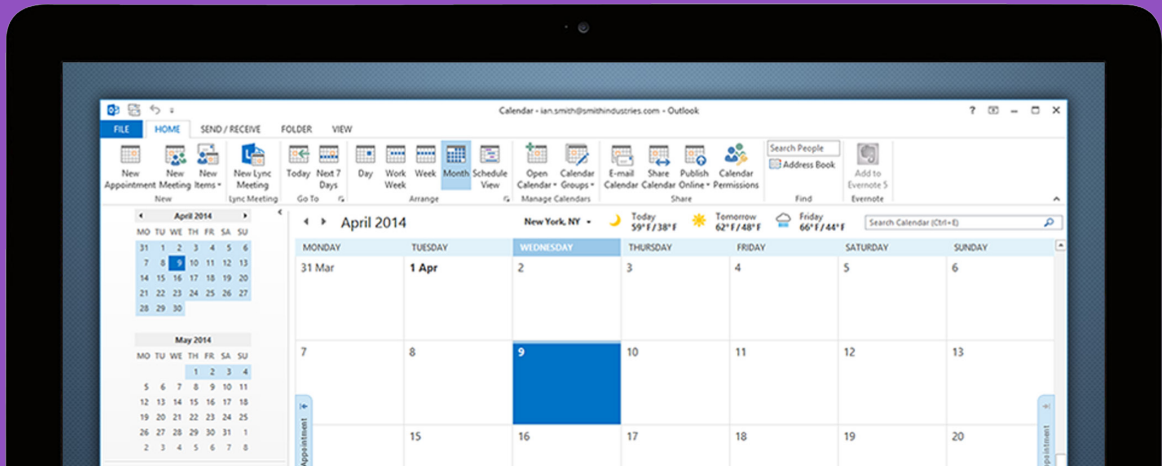 Calendar - ian.smith@smithindustries.com - Outlook
?
FILE HOME SEND / RECEIVE FOLDER VIEW
New Appointment
New Meeting
New Items
New
New Lync Meeting
Lync Meeting
Today
Next 7 Days
Go To
Day
Work Week
Week
Month
Schedule View
Arrange
Open Calendar
Calendar Groups
Manage Calendars
E-mail Calendar
Share Calendar
Publish Online
Calendar Permissions
Share
Search People
Address Book
Find
Add to Evernote 5
Evernote
April 2014
MO TU WE TH FR SA SU
31 1 2 3 4 5 6
7 8 9 10 11 12 13
14 15 16 17 18 19 20
21 22 23 24 25 26 27
28 29 30
May 2014
MO TU WE TH FR SA SU
1 2 3 4
5 6 7 8 9 10 11
12 13 14 15 16 17 18
19 20 21 22 23 24 25
26 27 28 29 30 31 1
2 3 4 5 6 7 8
April 2014
New York, NY
Today
59°F/38°F
Tomorrow
62°F/48°F
Friday
66°F/44°F
Search Calendar (Ctrl+E)
MONDAY TUESDAY WEDNESDAY THURSDAY FRIDAY SATURDAY SUNDAY
31 Mar 1 Apr 2 3 4 5 6
7 8 9 10 11 12 13
15 16 17 18 19 20
Appointment